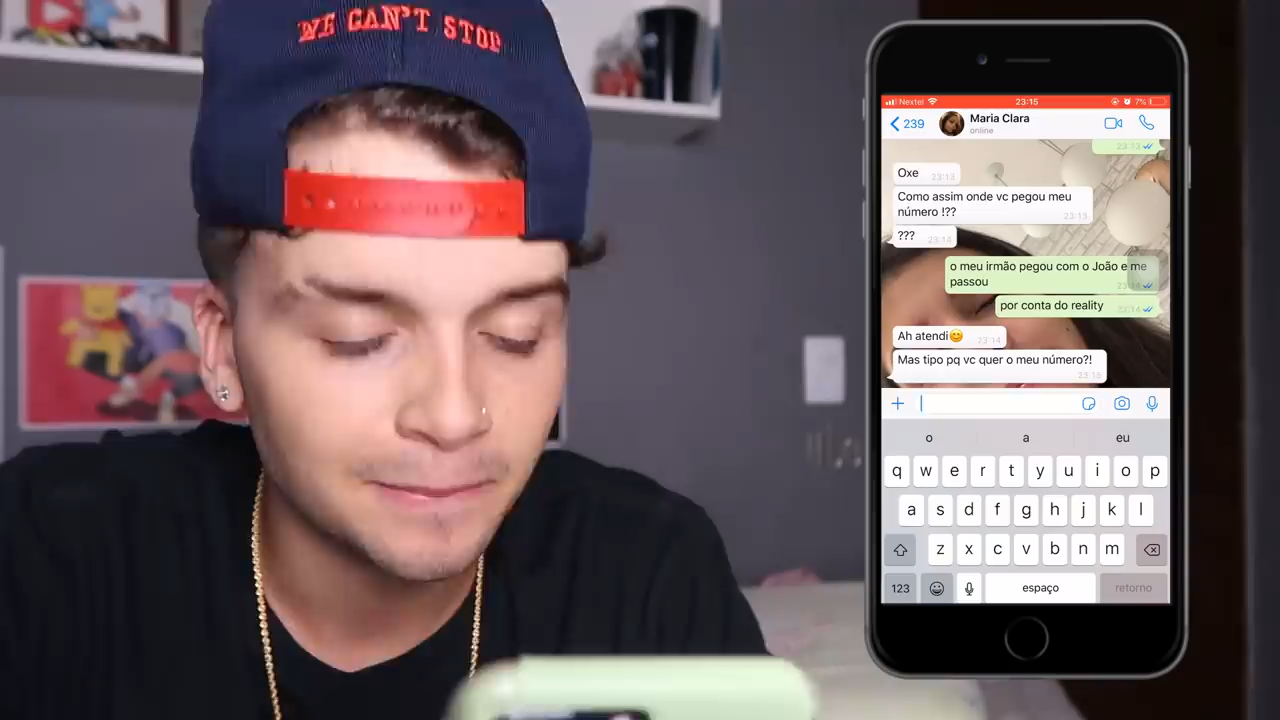 WE CAN'T STOP
Nextel
23:15
7%
239
Maria Clara
online
23:13
Oxe
23:13
Como assim onde vc pegou meu
número !??
23:13
???
23:14
o meu irmão pegou com o João e me
passou
23:14
por conta do reality
23:14
Ah atendi😊
23:14
Mas tipo pq vc quer o meu número?!
o
a
eu
q w e r t y u i o p
a s d f g h j k l
z x c v b n m
123
espaço
retorno